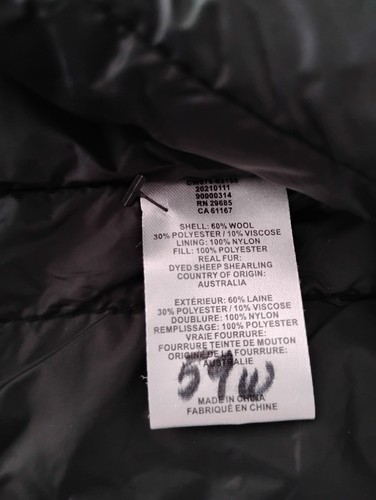 20210111
90000314
RN 29685
CA 61167
SHELL: 60% WOOL
30% POLYESTER / 10% VISCOSE
LINING: 100% NYLON
FILL: 100% POLYESTER
REAL FUR:
DYED SHEEP SHEARLING
COUNTRY OF ORIGIN:
AUSTRALIA
EXTÉRIEUR: 60% LAINE
30% POLYESTER / 10% VISCOSE
DOUBLURE: 100% NYLON
REMPLISSAGE: 100% POLYESTER
VRAIE FOURRURE:
FOURRURE TEINTE DE MOUTON
ORIGINE DE LA FOURRURE:
AUSTRALIE
MADE IN CHINA
FABRIQUÉ EN CHINE